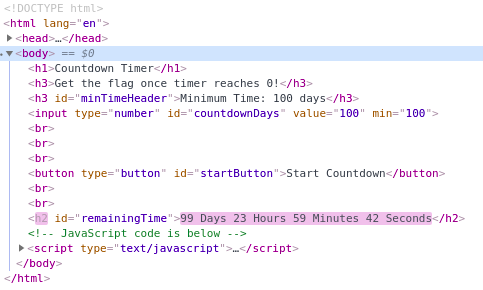 <!DOCTYPE html>
<html lang="en">
<head>…</head>
<body> == $0
<h1>Countdown Timer</h1>
<h3>Get the flag once timer reaches 0!</h3>
<h3 id="minTimeHeader">Minimum Time: 100 days</h3>
<input type="number" id="countdownDays" value="100" min="100">
<br>
<br>
<br>
<button type="button" id="startButton">Start Countdown</button>
<br>
<br>
<h2 id="remainingTime">99 Days 23 Hours 59 Minutes 42 Seconds</h2>
<!-- JavaScript code is below -->
<script type="text/javascript">…</script>
</body>
</html>